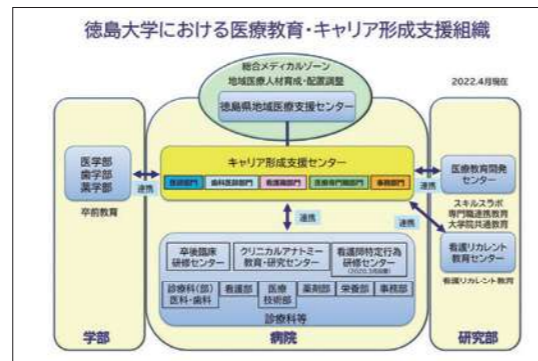 徳島大学における医療教育・キャリア形成支援組織
2022.4月現在
総合メディカルゾーン
地域医療人材育成・配置調整
徳島県地域医療支援センター
医学部
歯学部
薬学部
卒前教育
連携
キャリア形成支援センター
医師部門
歯科医師部門
看護職部門
医療専門職部門
事務部門
連携
医療教育開発
センター
スキルスラボ
専門職連携教育
大学院共通教育
連携
看護リカレント
教育センター
看護リカレント教育
連携
卒後臨床
研修センター
クリニカルアナトミー
教育・研究センター
看護師特定行為
研修センター
診療科(部)
医科・歯科
看護部
医療
技術部
薬剤部
栄養部
事務部
診療科等
学部
病院
研究部